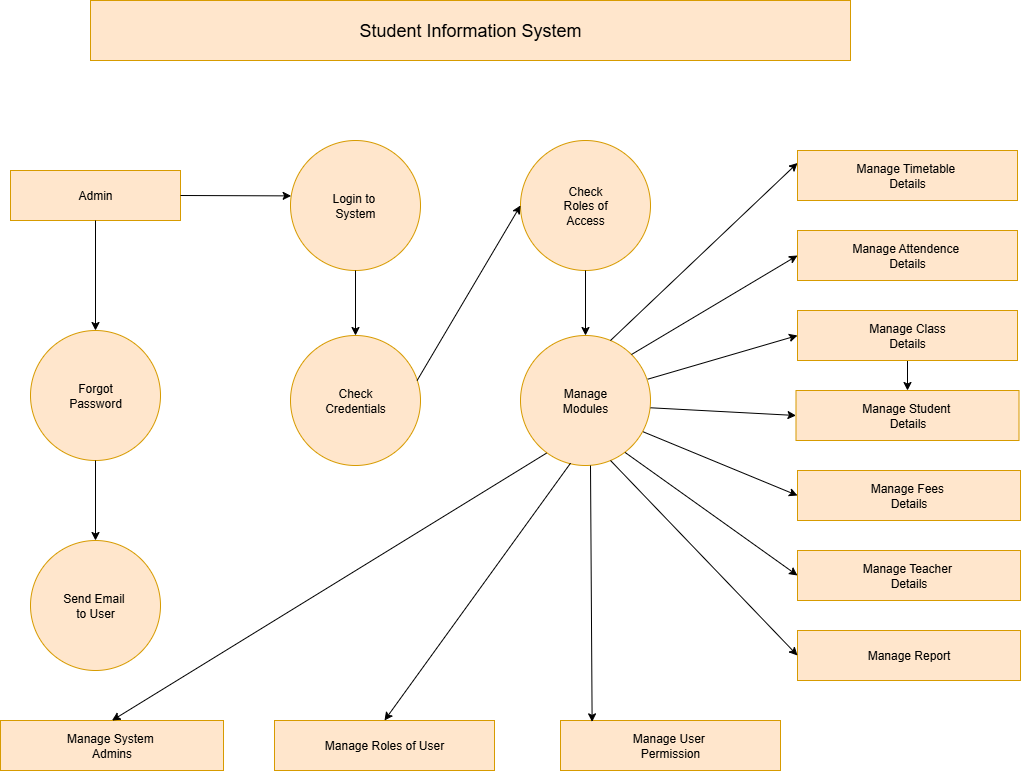 Student Information System
Admin
Login to
System
Check
Roles of
Access
Manage Timetable
Details
Manage Attendence
Details
Manage Class
Details
Forgot
Password
Check
Credentials
Manage
Modules
Manage Student
Details
Manage Fees
Details
Manage Teacher
Details
Send Email
to User
Manage Report
Manage System
Admins
Manage Roles of User
Manage User
Permission